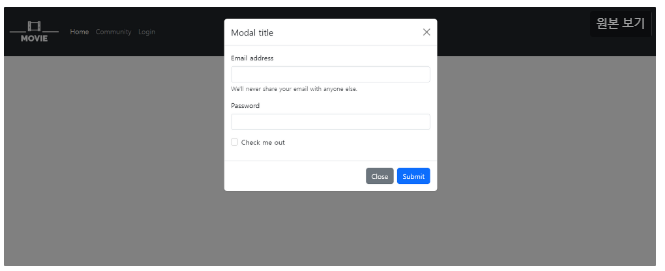 MOVIE
Home Community Login
원본 보기
Modal title
Email address
We'll never share your email with anyone else.
Password
Check me out
Close Submit